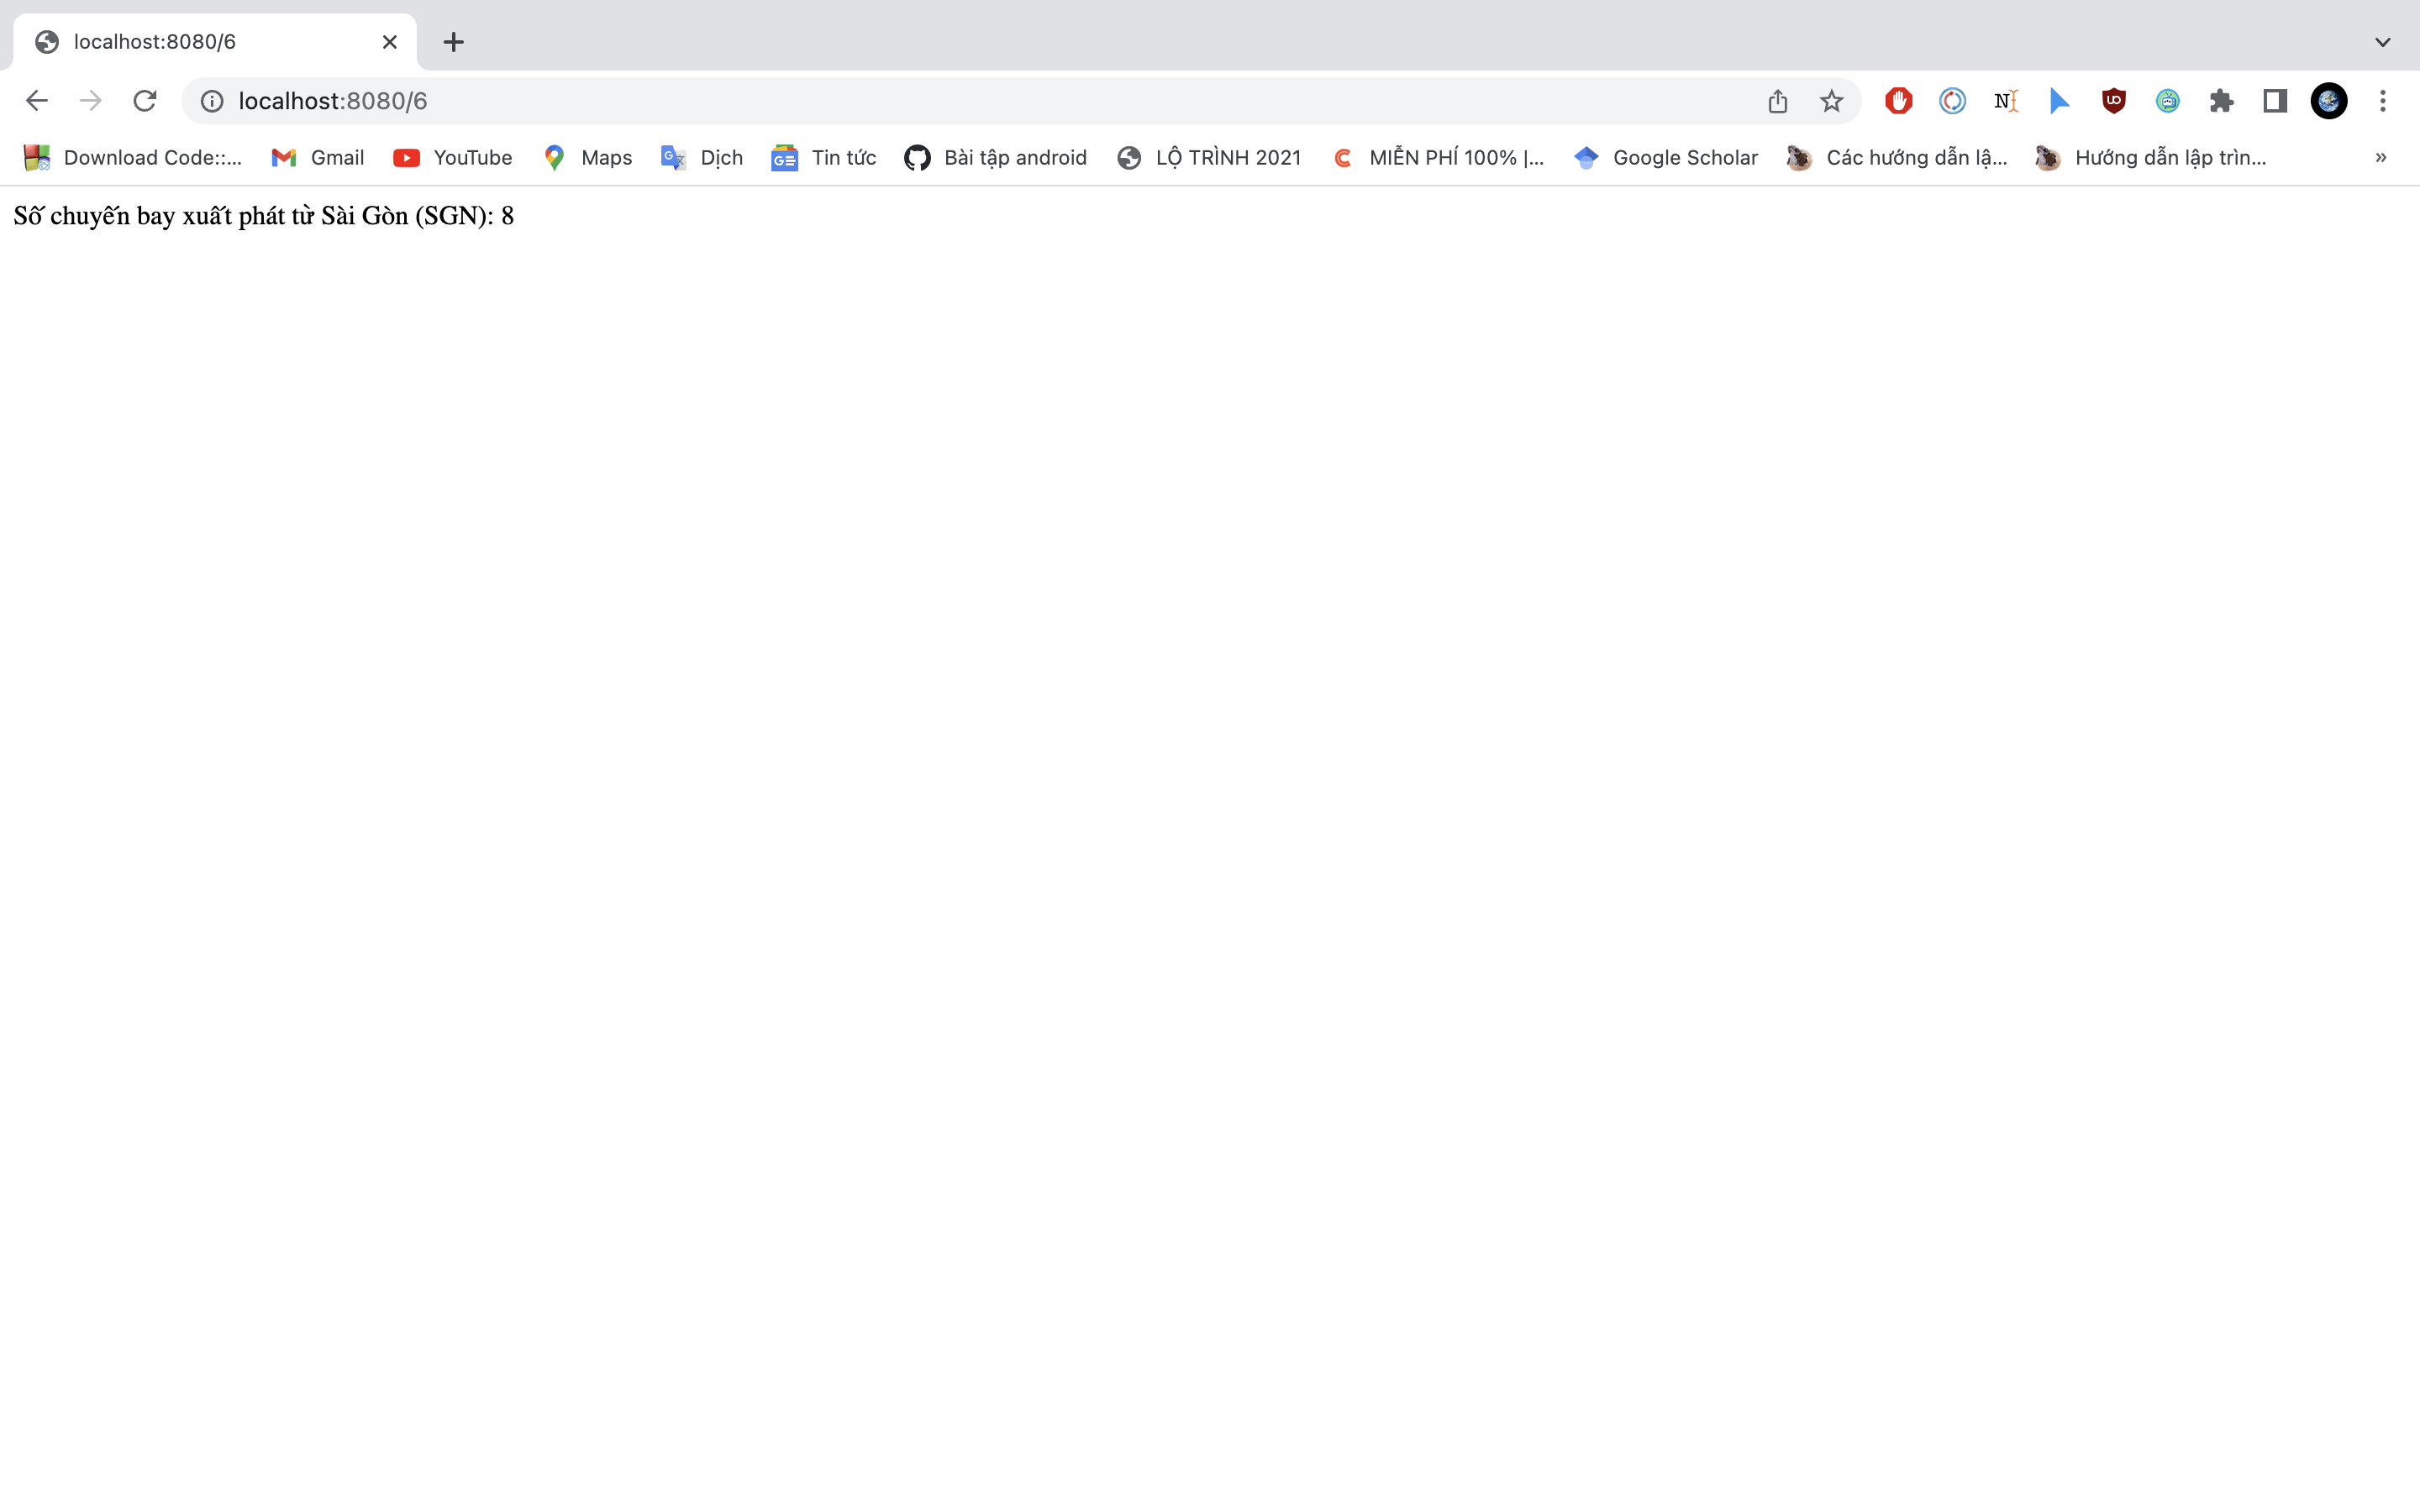 localhost:8080/6
localhost:8080/6
Download Code::... Gmail YouTube Maps Dịch Tin tức Bài tập android LỘ TRÌNH 2021 MIỄN PHÍ 100% |... Google Scholar Các hướng dẫn lậ... Hướng dẫn lập trìn... »
Số chuyến bay xuất phát từ Sài Gòn (SGN): 8